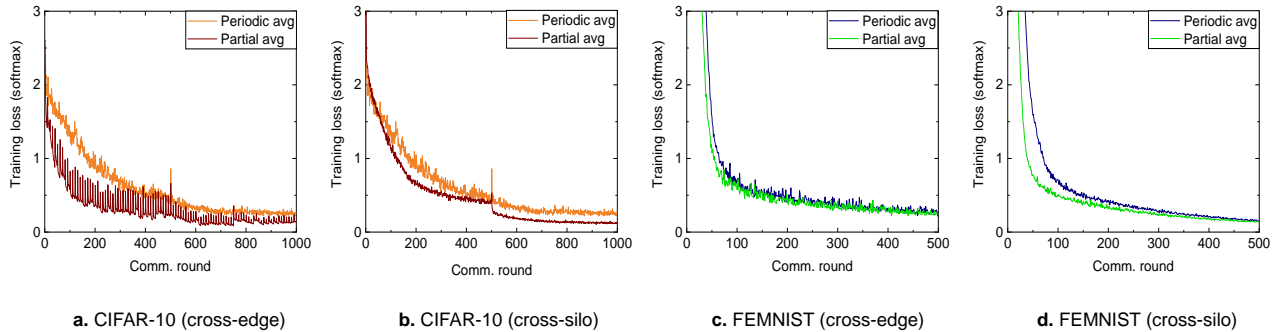 Training loss (softmax)
3
2
1
0
0 200 400 600 800 1000
Comm. round
Periodic avg
Partial avg
a. CIFAR-10 (cross-edge)
Training loss (softmax)
3
2
1
0
0 200 400 600 800 1000
Comm. round
Periodic avg
Partial avg
b. CIFAR-10 (cross-silo)
Training loss (softmax)
3
2
1
0
0 100 200 300 400 500
Comm. round
Periodic avg
Partial avg
c. FEMNIST (cross-edge)
Training loss (softmax)
3
2
1
0
0 100 200 300 400 500
Comm. round
Periodic avg
Partial avg
d. FEMNIST (cross-silo)